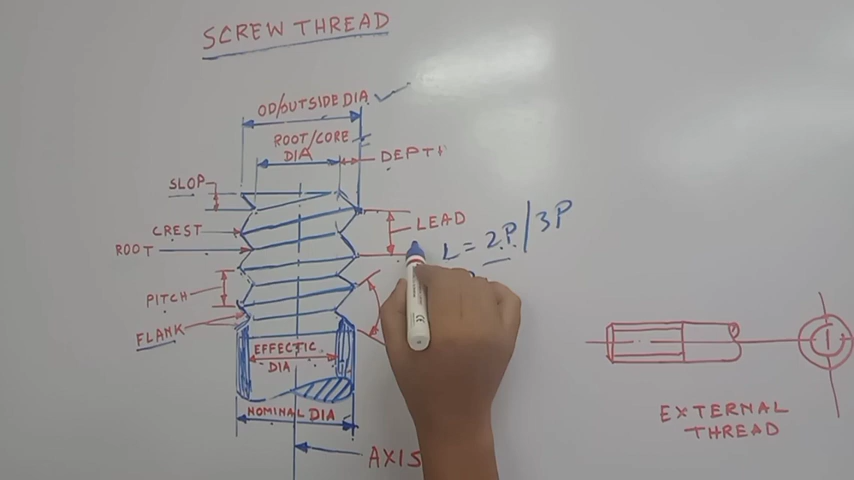 SCREW THREAD
OD/OUTSIDE DIA
ROOT/CORE
DIA
DEPTH
SLOP
CREST
ROOT
LEAD
L = 2P/3P
PITCH
FLANK
EFFECTIC
DIA
NOMINAL DIA
AXIS
EXTERNAL
THREAD